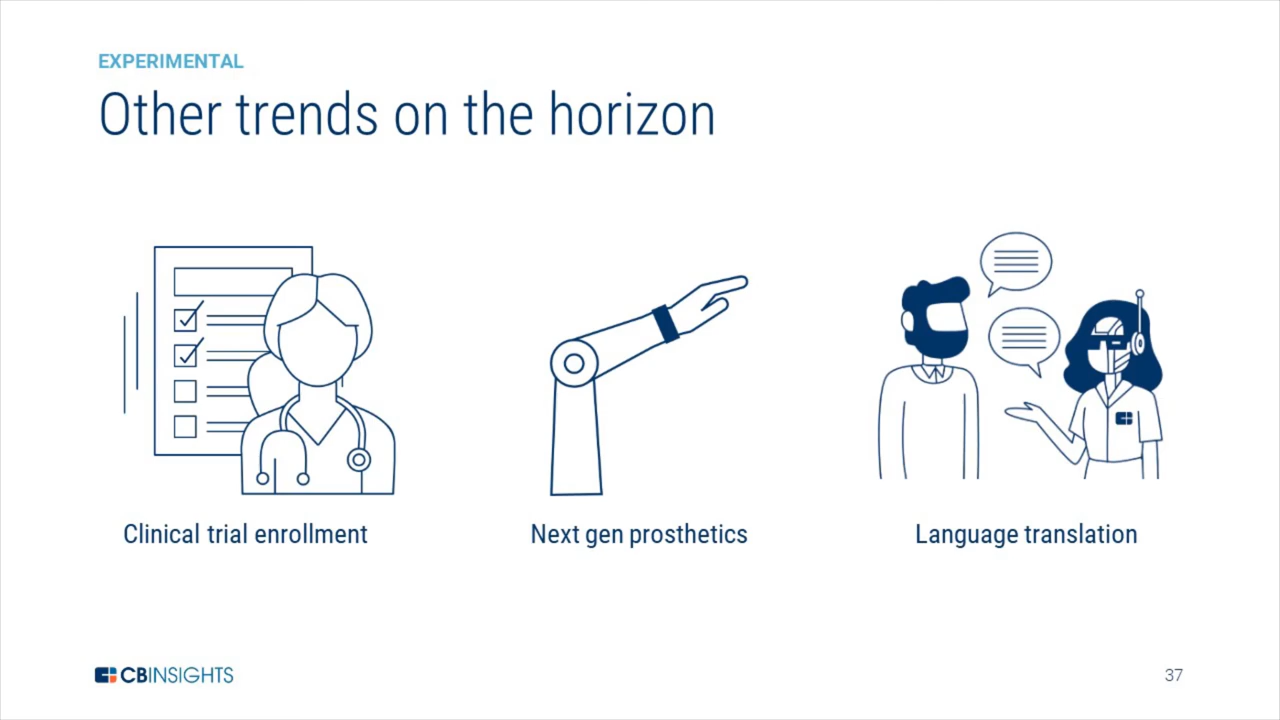 EXPERIMENTAL
Other trends on the horizon
Clinical trial enrollment
Next gen prosthetics
Language translation
CBINSIGHTS
37